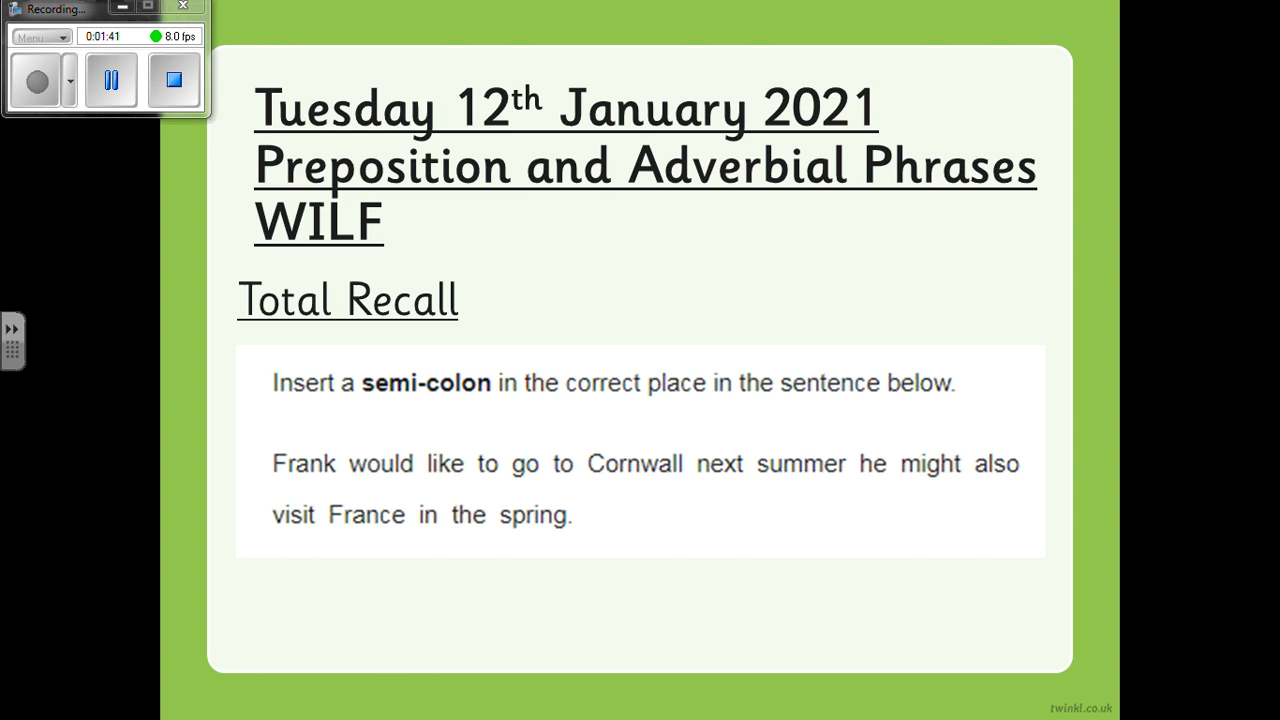 Recording...
Menu
0:01:41
8.0 fps
Tuesday 12th January 2021
Preposition and Adverbial Phrases
WILF
Total Recall
Insert a semi-colon in the correct place in the sentence below.
Frank would like to go to Cornwall next summer he might also
visit France in the spring.
twinkl.co.uk